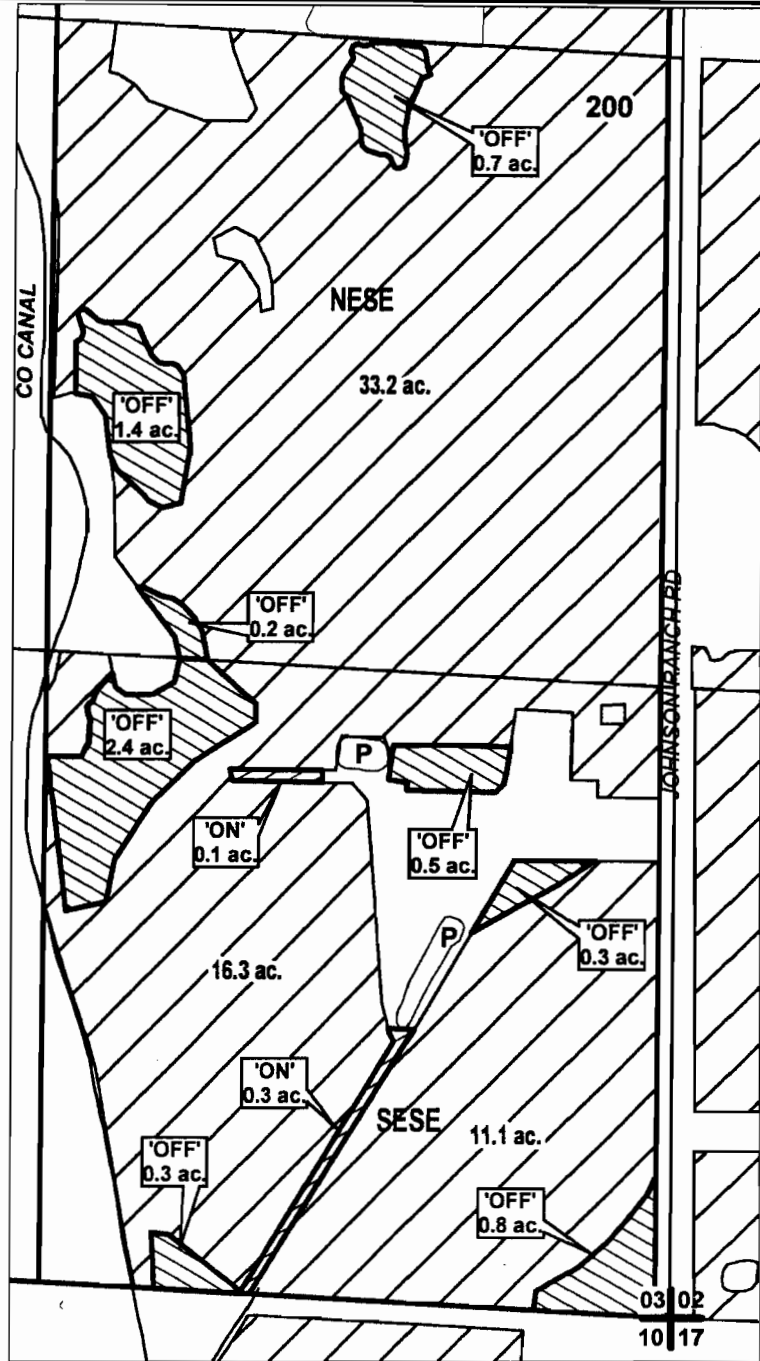 200
'OFF'
0.7 ac.
NESE
CO CANAL
33.2 ac.
'OFF'
1.4 ac.
'OFF'
0.2 ac.
JOHNSON RANCH RD
'OFF'
2.4 ac.
P
'ON'
0.1 ac.
'OFF'
0.5 ac.
P
'OFF'
0.3 ac.
16.3 ac.
'ON'
0.3 ac.
SESE
11.1 ac.
'OFF'
0.3 ac.
'OFF'
0.8 ac.
03 02
10 17